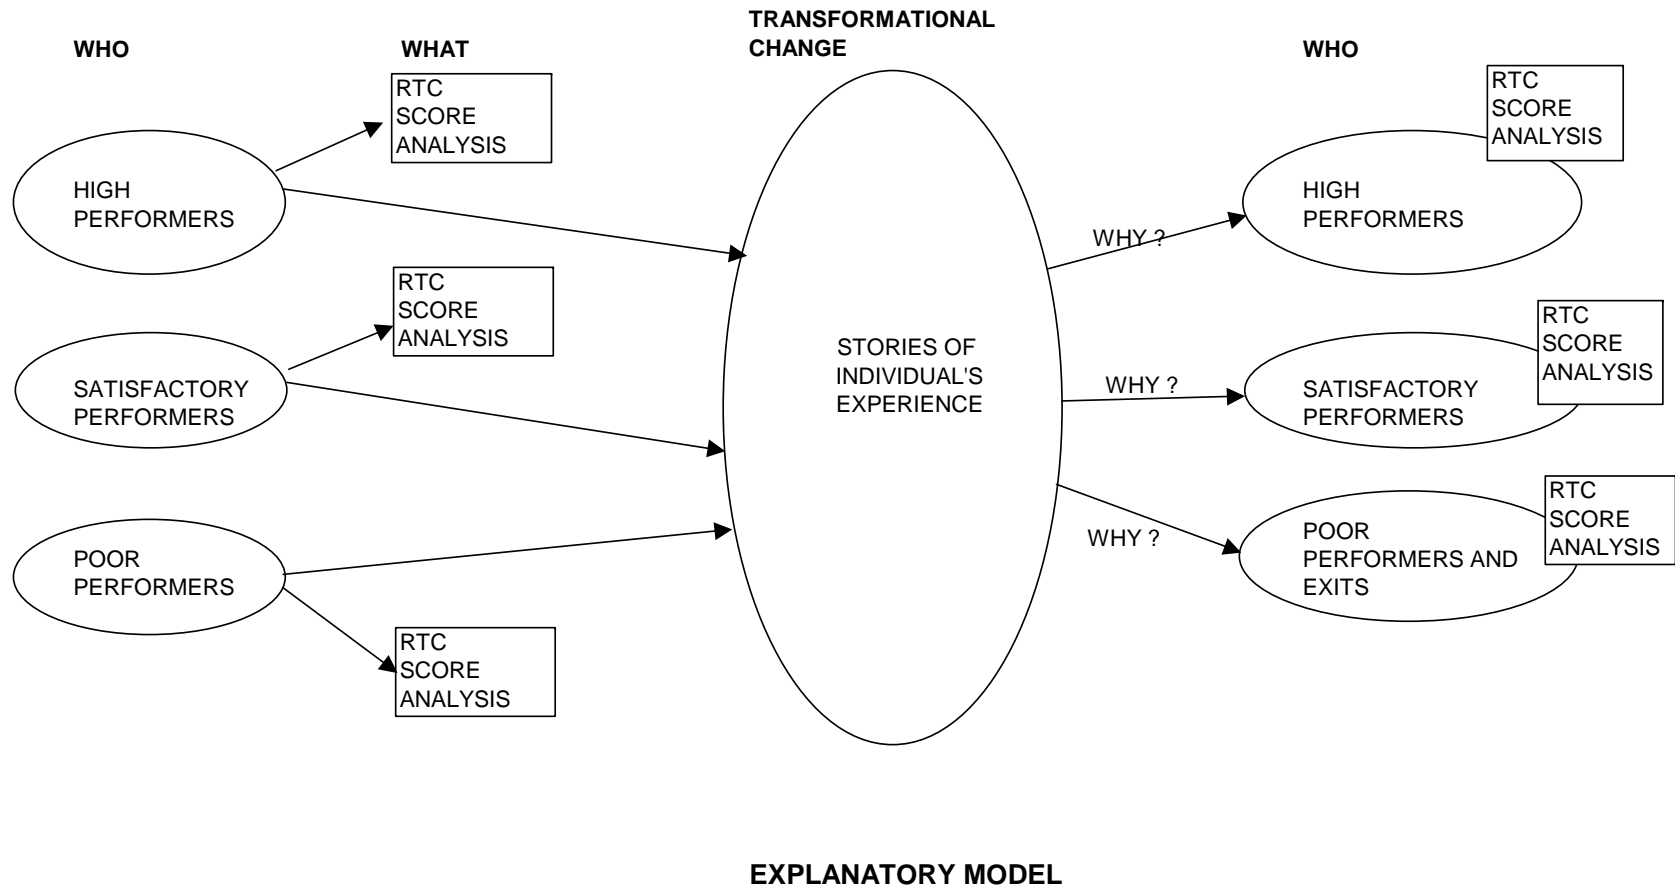 TRANSFORMATIONAL
CHANGE
WHO
WHAT
WHO
RTC
SCORE
ANALYSIS
HIGH
PERFORMERS
RTC
SCORE
ANALYSIS
SATISFACTORY
PERFORMERS
POOR
PERFORMERS
RTC
SCORE
ANALYSIS
STORIES OF
INDIVIDUAL'S
EXPERIENCE
WHY ?
HIGH
PERFORMERS
RTC
SCORE
ANALYSIS
WHY ?
SATISFACTORY
PERFORMERS
RTC
SCORE
ANALYSIS
WHY ?
POOR
PERFORMERS AND
EXITS
RTC
SCORE
ANALYSIS
EXPLANATORY MODEL